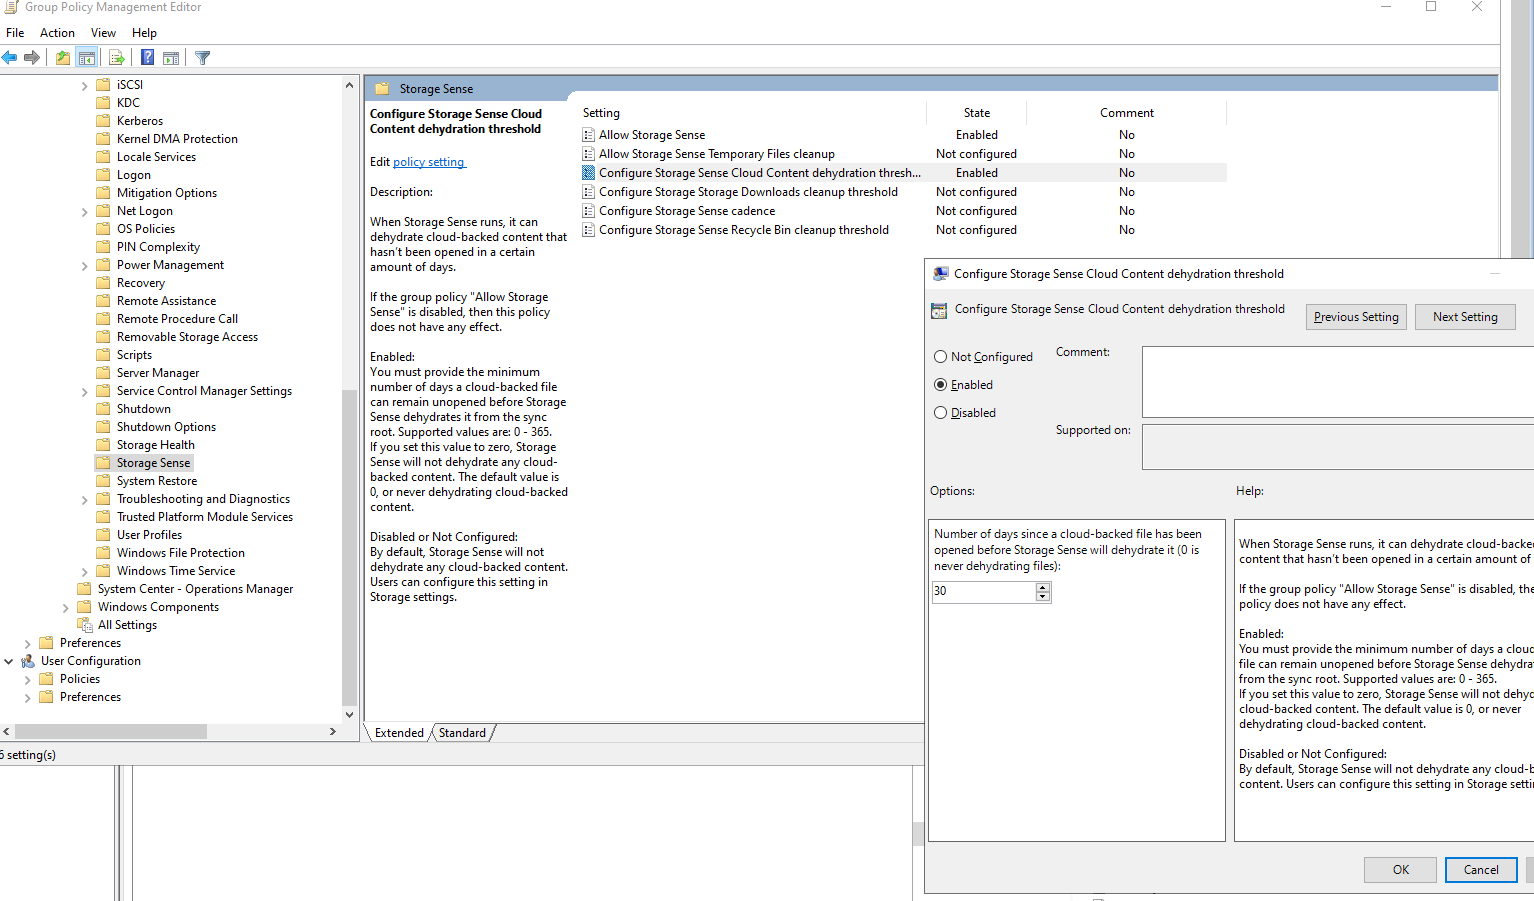 Group Policy Management Editor
File Action View Help
iSCSI
KDC
Kerberos
Kernel DMA Protection
Locale Services
Logon
Mitigation Options
Net Logon
OS Policies
PIN Complexity
Power Management
Recovery
Remote Assistance
Remote Procedure Call
Removable Storage Access
Scripts
Server Manager
Service Control Manager Settings
Shutdown
Shutdown Options
Storage Health
Storage Sense
System Restore
Troubleshooting and Diagnostics
Trusted Platform Module Services
User Profiles
Windows File Protection
Windows Time Service
System Center - Operations Manager
Windows Components
All Settings
Preferences
User Configuration
Policies
Preferences
6 setting(s)
Storage Sense
Configure Storage Sense Cloud
Content dehydration threshold
Edit policy setting
Description:
When Storage Sense runs, it can
dehydrate cloud-backed content that
hasn't been opened in a certain
amount of days.
If the group policy "Allow Storage
Sense" is disabled, then this policy
does not have any effect.
Enabled:
You must provide the minimum
number of days a cloud-backed file
can remain unopened before Storage
Sense dehydrates it from the sync
root. Supported values are: 0 - 365.
If you set this value to zero, Storage
Sense will not dehydrate any cloud-
backed content. The default value is
0, or never dehydrating cloud-backed
content.
Disabled or Not Configured:
By default, Storage Sense will not
dehydrate any cloud-backed content.
Users can configure this setting in
Storage settings.
Setting State Comment
Allow Storage Sense Enabled No
Allow Storage Sense Temporary Files cleanup Not configured No
Configure Storage Sense Cloud Content dehydration thresh... Enabled No
Configure Storage Storage Downloads cleanup threshold Not configured No
Configure Storage Sense cadence Not configured No
Configure Storage Sense Recycle Bin cleanup threshold Not configured No
Extended Standard
Configure Storage Sense Cloud Content dehydration threshold
Configure Storage Sense Cloud Content dehydration threshold
Previous Setting Next Setting
Not Configured
Enabled
Disabled
Comment:
Supported on:
Options:
Help:
Number of days since a cloud-backed file has been
opened before Storage Sense will dehydrate it (0 is
never dehydrating files):
30
When Storage Sense runs, it can dehydrate cloud-backe
content that hasn't been opened in a certain amount of
If the group policy "Allow Storage Sense" is disabled, the
policy does not have any effect.
Enabled:
You must provide the minimum number of days a clou
file can remain unopened before Storage Sense dehydra
from the sync root. Supported values are: 0 - 365.
If you set this value to zero, Storage Sense will not dehyd
cloud-backed content. The default value is 0, or never
dehydrating cloud-backed content.
Disabled or Not Configured:
By default, Storage Sense will not dehydrate any cloud-b
content. Users can configure this setting in Storage setti
OK Cancel